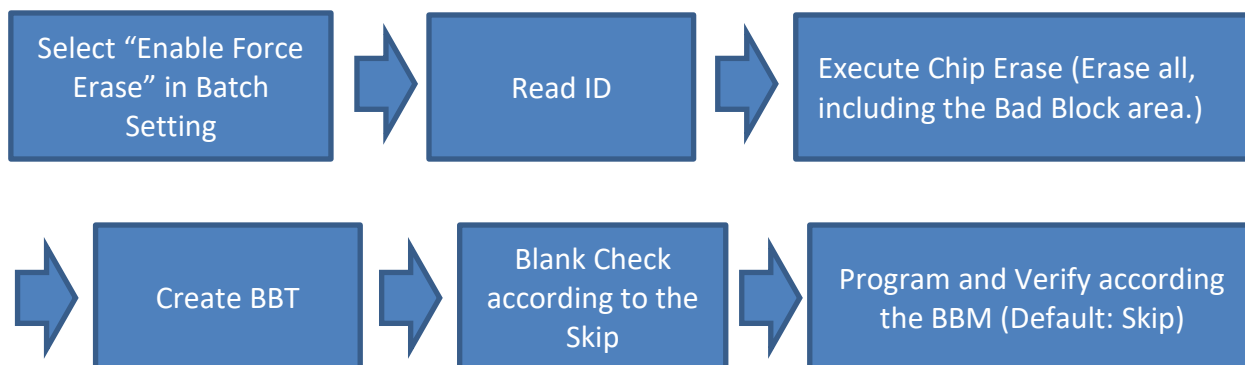 Select “Enable Force
Erase” in Batch
Setting
Read ID
Execute Chip Erase (Erase all,
including the Bad Block area.)
Create BBT
Blank Check
according to the
Skip
Program and Verify according
the BBM (Default: Skip)